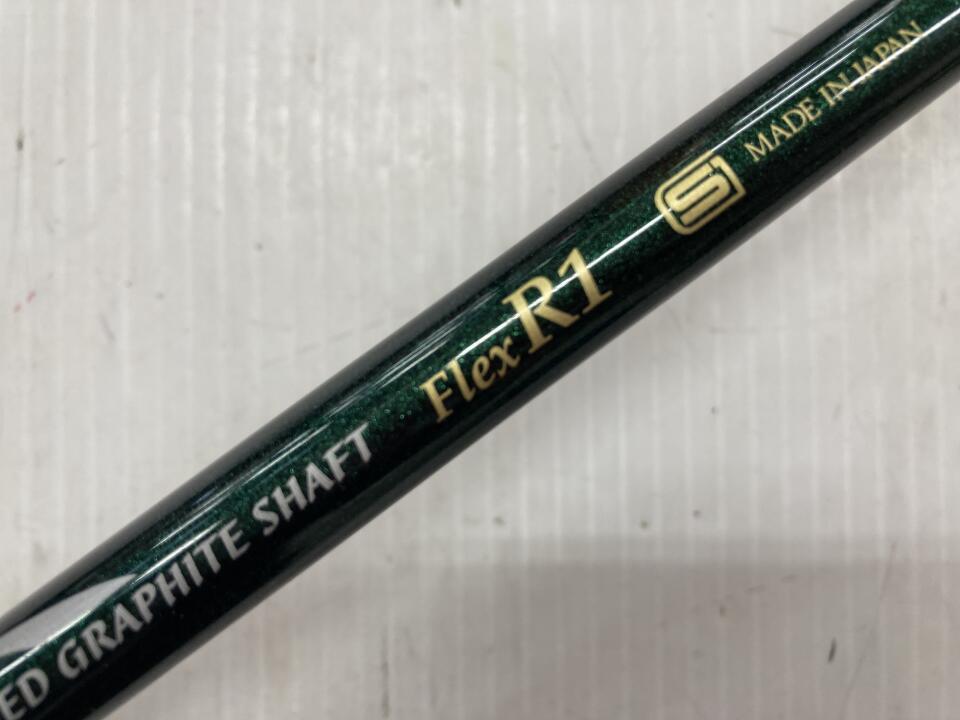 ED GRAPHITE SHAFT
Flex R1
S MADE IN JAPAN